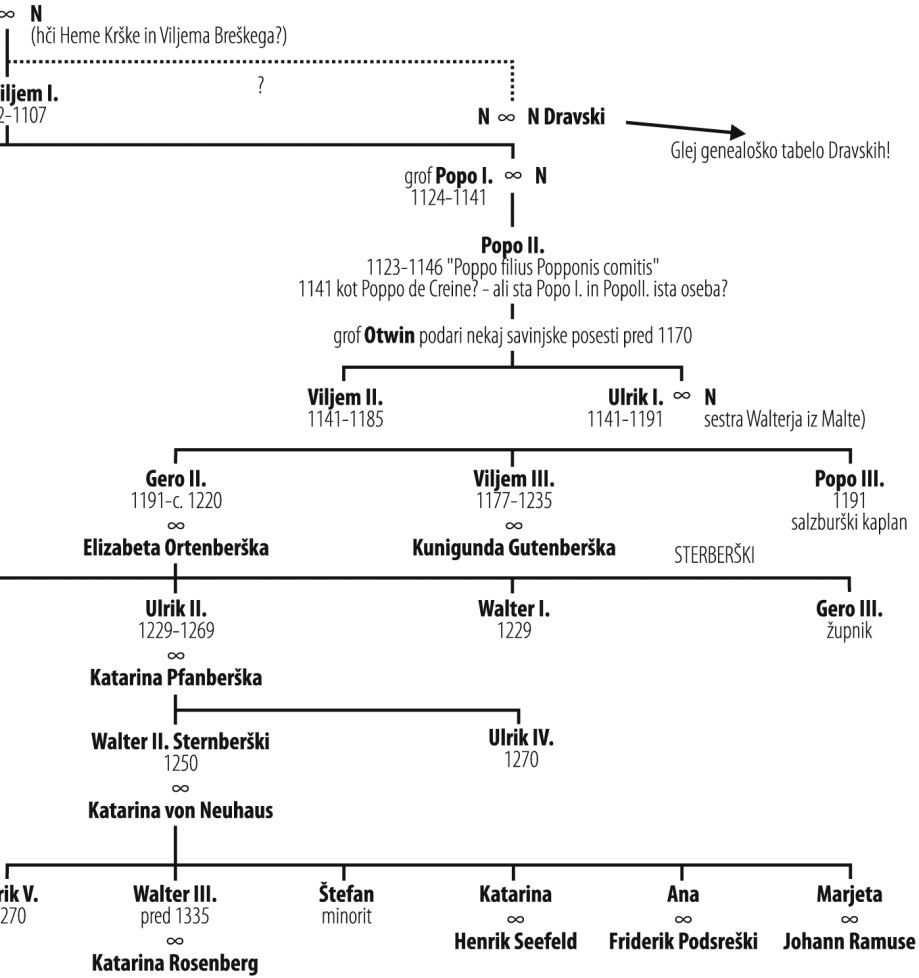 ∞ N
(hči Heme Krške in Viljema Breškega?)
?
iljem I.
2-1107
N ∞ N Dravski
Glej genealoško tabelo Dravskih!
grof Popo I. ∞ N
1124-1141
Popo II.
1123-1146 "Poppo filius Popponis comitis"
1141 kot Poppo de Creine? - ali sta Popo I. in PopoII. ista oseba?
grof Otwin podari nekaj savinjske posesti pred 1170
Viljem II.
1141-1185
Ulrik I. ∞ N
1141-1191 sestra Walterja iz Malte)
Gero II.
1191-c. 1220
∞
Elizabeta Ortenberška
Viljem III.
1177-1235
∞
Kunigunda Gutenberška
Popo III.
1191
salzburški kaplan
STERBERŠKI
Ulrik II.
1229-1269
∞
Katarina Pfanberška
Walter I.
1229
Gero III.
župnik
Walter II. Sternberški
1250
∞
Katarina von Neuhaus
Ulrik IV.
1270
rik V.
270
Walter III.
pred 1335
∞
Katarina Rosenberg
Štefan
minorit
Katarina
∞
Henrik Seefeld
Ana
∞
Friderik Podsreški
Marjeta
∞
Johann Ramuse